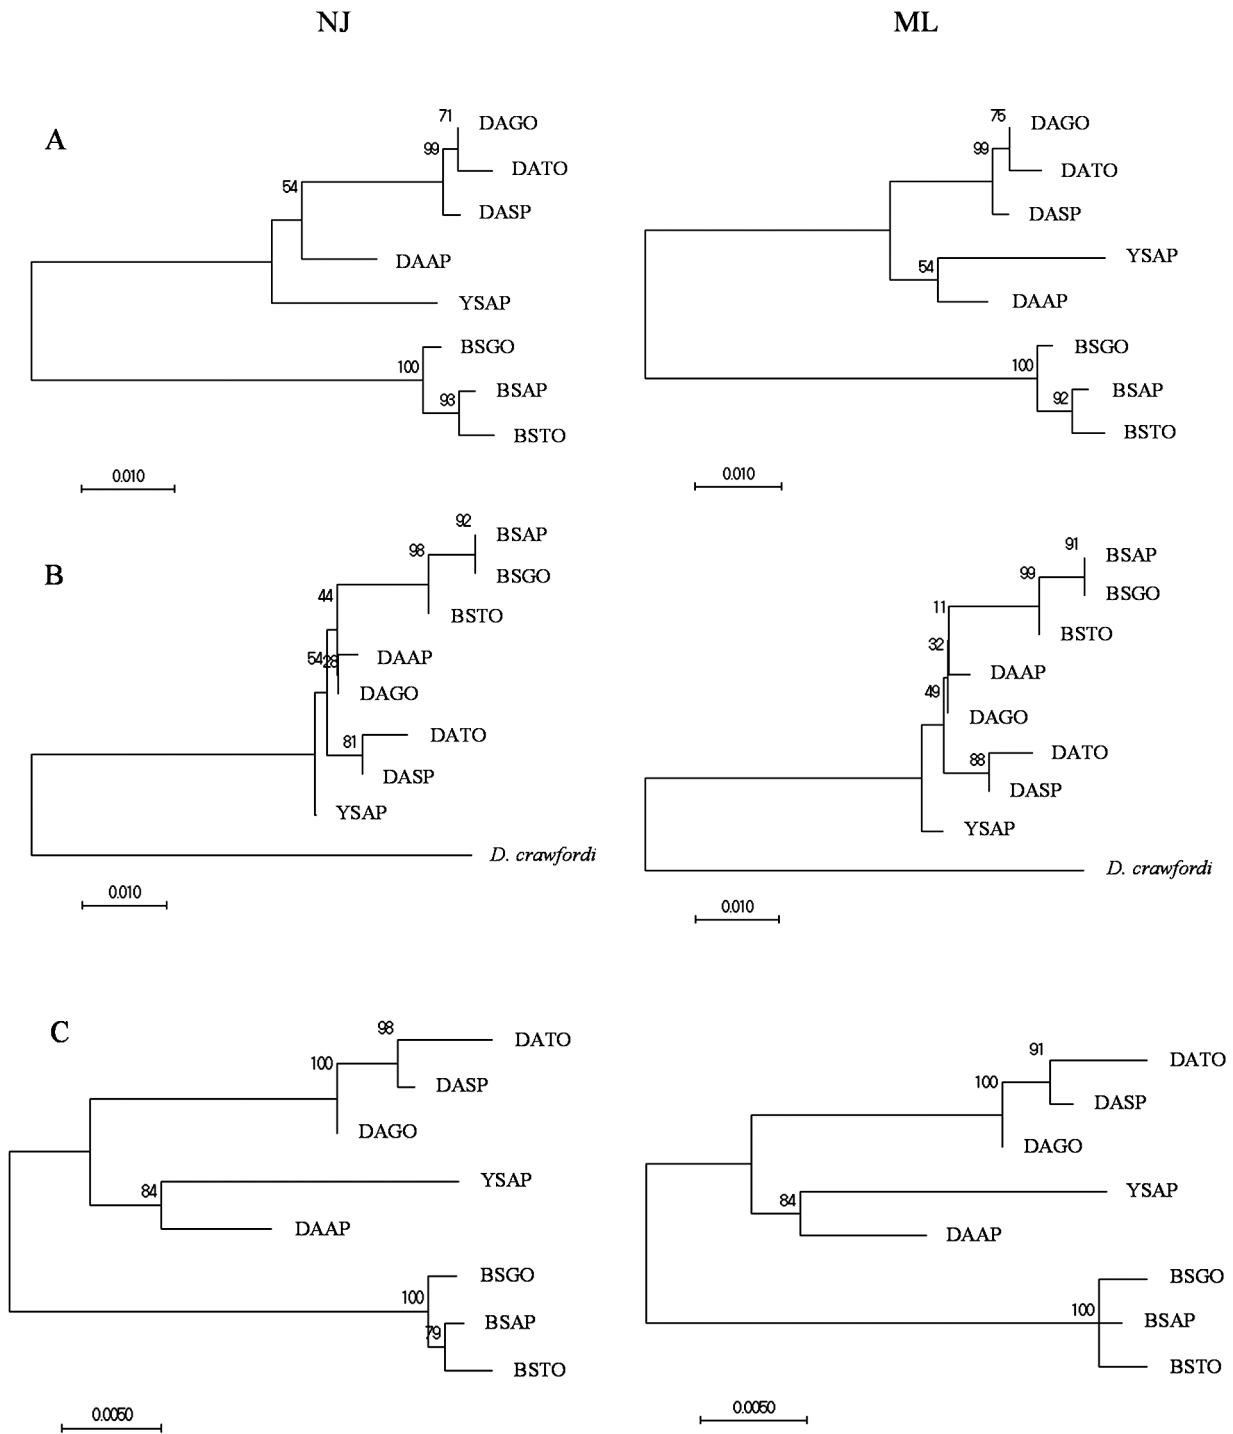 NJ
ML
A
71
DAGO
99
DATO
DASP
54
DAAP
YSAP
BSGO
100
BSAP
93
BSTO
0.010
75
DAGO
99
DATO
DASP
YSAP
54
DAAP
BSGO
100
BSAP
92
BSTO
0.010
B
92
BSAP
98
BSGO
44
BSTO
54
28
DAAP
DAGO
81
DATO
DASP
YSAP
D. crawfordi
0.010
91
BSAP
99
BSGO
11
BSTO
32
DAAP
49
DAGO
88
DATO
DASP
YSAP
D. crawfordi
0.010
C
98
DATO
100
DASP
DAGO
YSAP
84
DAAP
BSGO
100
BSAP
79
BSTO
0.0050
91
DATO
100
DASP
DAGO
YSAP
84
DAAP
BSGO
100
BSAP
BSTO
0.0050